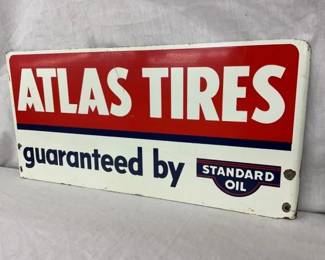 ATLAS TIRES
guaranteed by
STANDARD
OIL